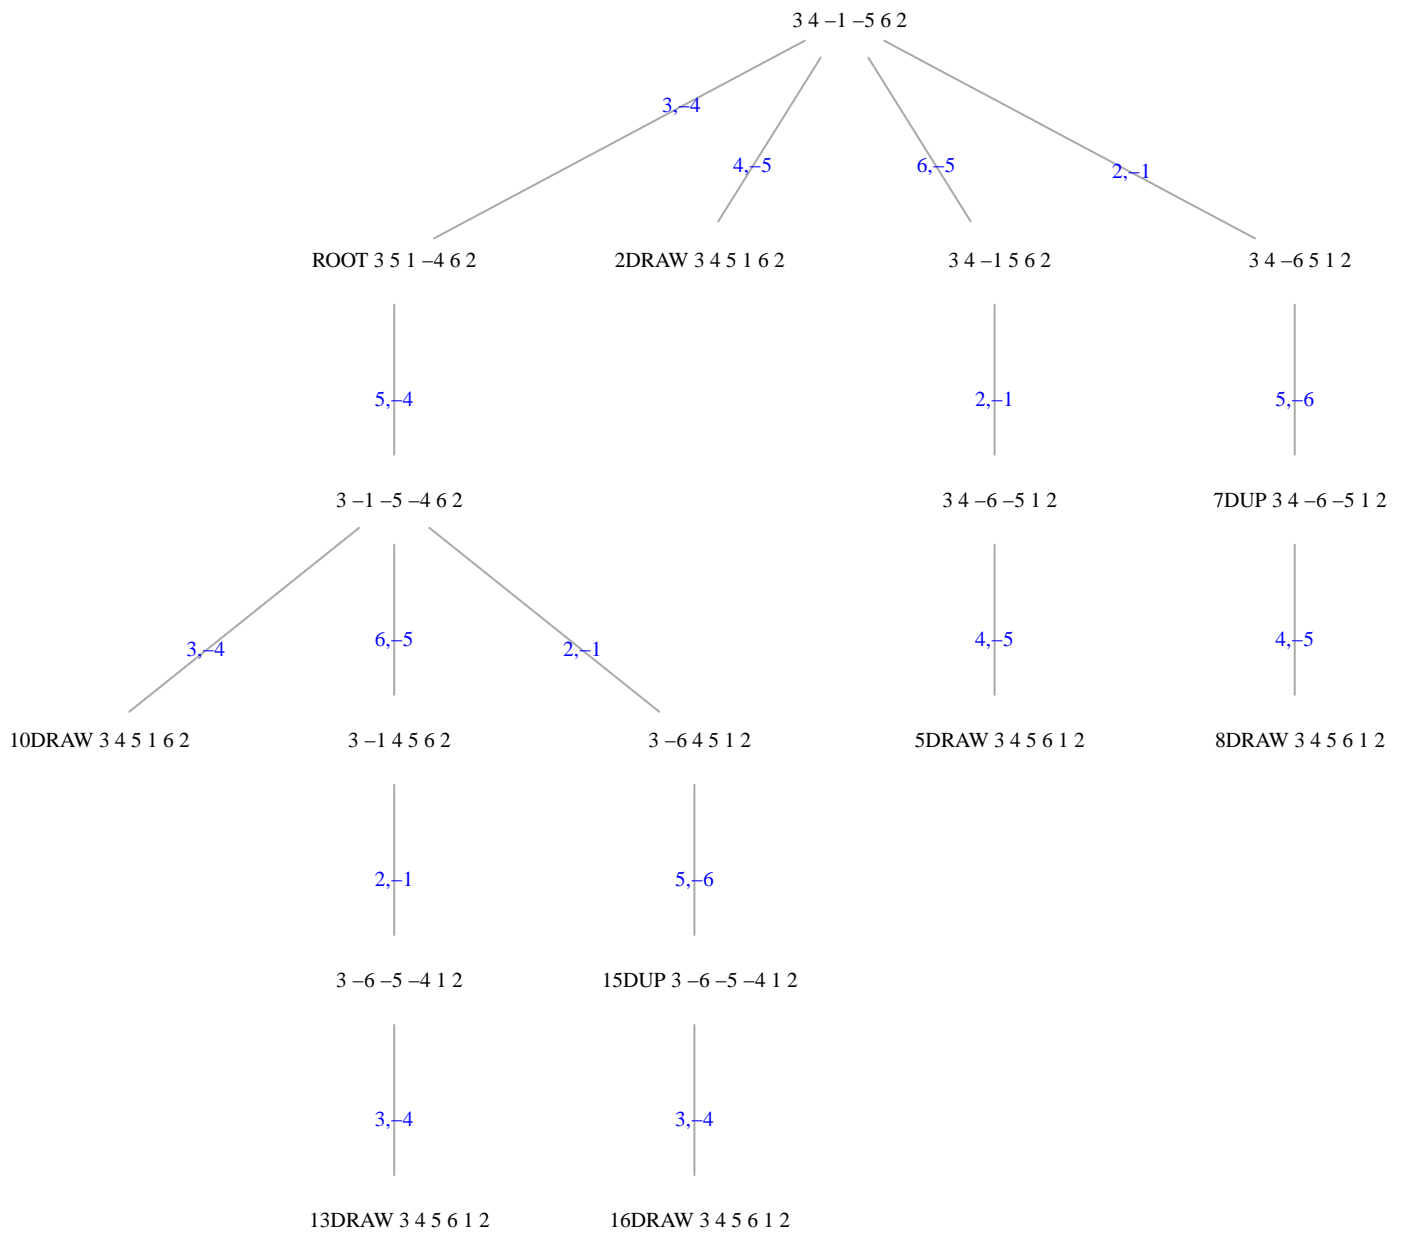 3 4 –1 –5 6 2
3,–4
4,–5
6,–5
2,–1
ROOT 3 5 1 –4 6 2
2DRAW 3 4 5 1 6 2
3 4 –1 5 6 2
3 4 –6 5 1 2
5,–4
2,–1
5,–6
3 –1 –5 –4 6 2
3 4 –6 –5 1 2
7DUP 3 4 –6 –5 1 2
3,–4
6,–5
2,–1
4,–5
4,–5
10DRAW 3 4 5 1 6 2
3 –1 4 5 6 2
3 –6 4 5 1 2
5DRAW 3 4 5 6 1 2
8DRAW 3 4 5 6 1 2
2,–1
5,–6
3 –6 –5 –4 1 2
15DUP 3 –6 –5 –4 1 2
3,–4
3,–4
13DRAW 3 4 5 6 1 2
16DRAW 3 4 5 6 1 2